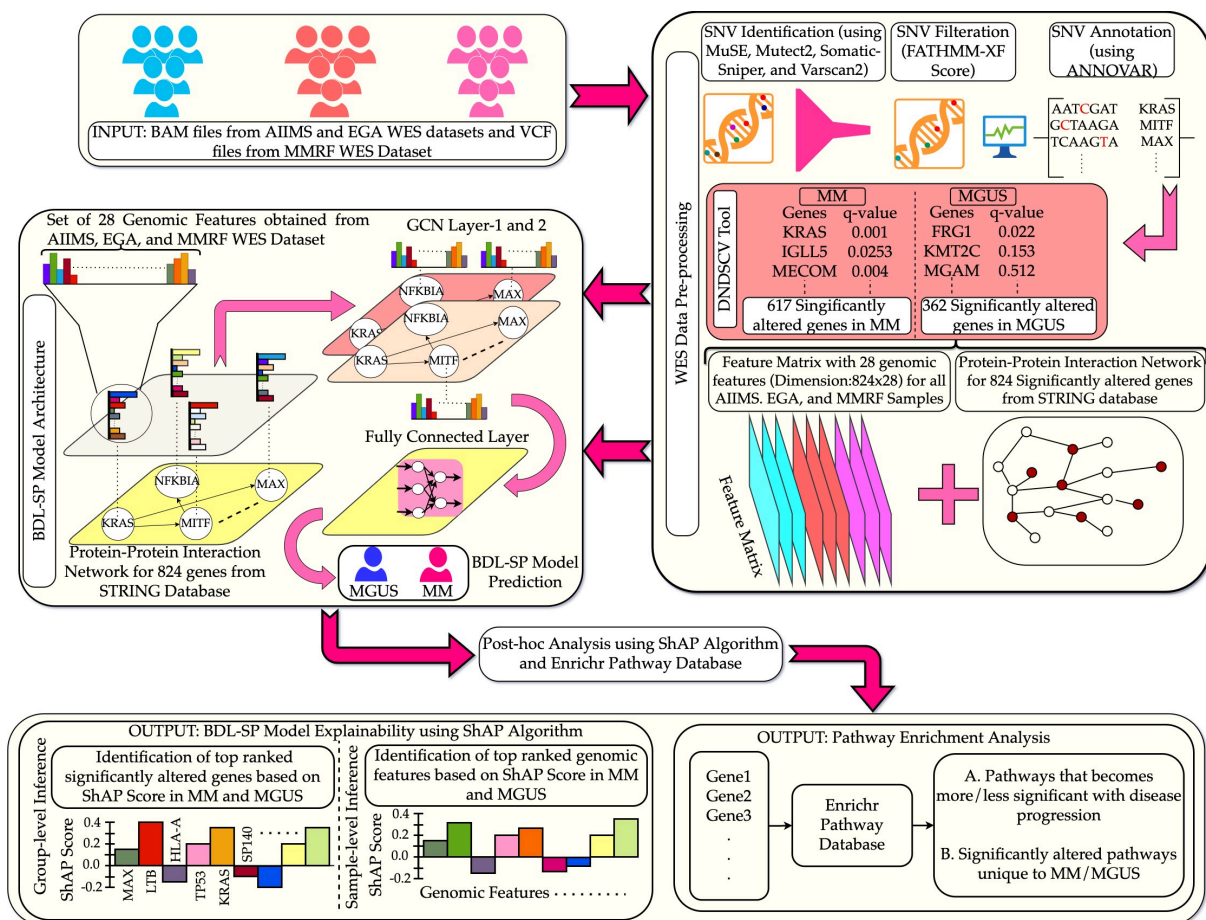 INPUT: BAM files from AIIMS and EGA WES datasets and VCF
files from MMRF WES Dataset
WES Data Pre-processing
SNV Identification (using
MuSE, Mutect2, Somatic-
Sniper, and Varscan2)
SNV Filteration
(FATHMM-XF
Score)
SNV Annotation
(using
ANNOVAR)
AATCGAT KRAS
GCTAAGA MITF
TCAAGTA MAX
DNDSCV Tool
MM
Genes q-value
KRAS 0.001
IGLL5 0.0253
MECOM 0.004
617 Singificantly
altered genes in MM
MGUS
Genes q-value
FRG1 0.022
KMT2C 0.153
MGAM 0.512
362 Significantly altered
genes in MGUS
Feature Matrix with 28 genomic
features (Dimension:824x28) for all
AIIMS. EGA, and MMRF Samples
Protein-Protein Interaction Network
for 824 Significantly altered genes
from STRING database
Feature Matrix
BDL-SP Model Architecture
Set of 28 Genomic Features obtained from
AIIMS, EGA, and MMRF WES Dataset
GCN Layer-1 and 2
NFKBIA
MAX
KRAS
NFKBIA
MAX
KRAS
MITF
Fully Connected Layer
NFKBIA
MAX
KRAS
MITF
Protein-Protein Interaction
Network for 824 genes from
STRING Database
MGUS
MM
BDL-SP Model
Prediction
Post-hoc Analysis using ShAP Algorithm
and Enrichr Pathway Database
OUTPUT: BDL-SP Model Explainability using ShAP Algorithm
Group-level Inference
Identification of top ranked
significantly altered genes based on
ShAP Score in MM and MGUS
ShAP Score
0.4
0.2
0.0
-0.2
MAX
LTB
HLA-A
TP53
KRAS
SP140
Sample-level Inference
Identification of top ranked genomic
features based on ShAP Score in MM
and MGUS
ShAP Score
0.4
0.2
0.0
-0.2
Genomic Features
OUTPUT: Pathway Enrichment Analysis
Gene1
Gene2
Gene3
Enrichr
Pathway
Database
A. Pathways that becomes
more/less significant with disease
progression
B. Significantly altered pathways
unique to MM/MGUS